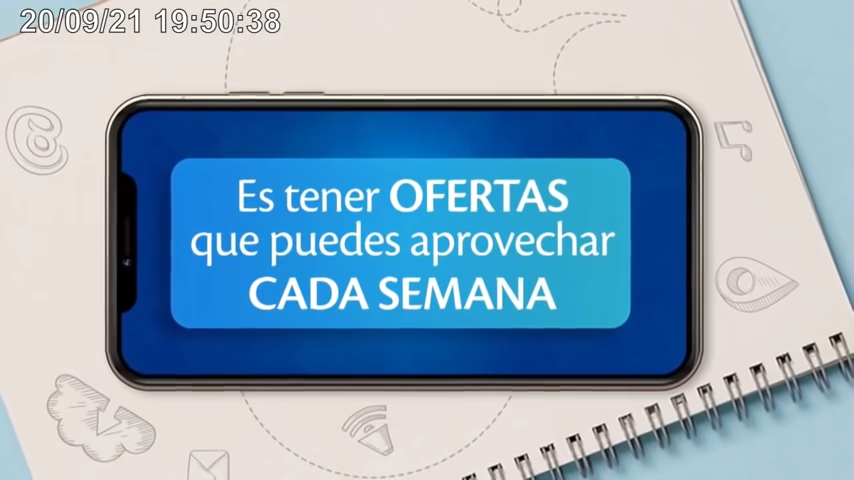 20/09/21 19:50:38
Es tener OFERTAS
que puedes aprovechar
CADA SEMANA